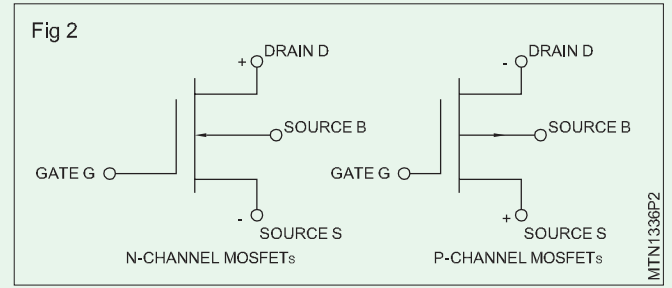 Fig 2
DRAIN D
+
SOURCE B
GATE G
-
SOURCE S
N-CHANNEL MOSFETs
DRAIN D
-
SOURCE B
GATE G
+
SOURCE S
P-CHANNEL MOSFETs
MTN1336P2